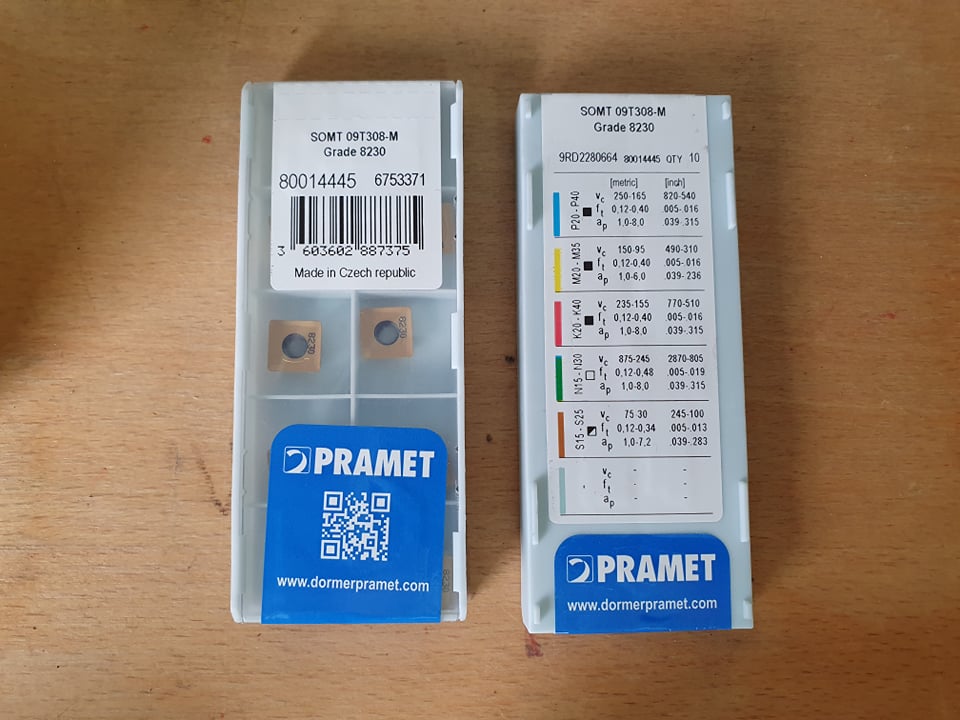 SOMT 09T308-M
Grade 8230
80014445 6753371
3 603602 887375
Made in Czech republic
8230
8230
PRAMET
www.dormerpramet.com
SOMT 09T308-M
Grade 8230
9RD2280664 80014445 QTY 10
[metric] [inch]
P20 - P40
vc 250-165 820-540
ft 0,12-0,40 .005-.016
ap 1,0-8,0 .039-.315
M20 - M35
vc 150-95 490-310
ft 0,12-0,40 .005-.016
ap 1,0-6,0 .039-.236
K20 - K40
vc 235-155 770-510
ft 0,12-0,40 .005-.016
ap 1,0-8,0 .039-.315
N15 - N30
vc 875-245 2870-805
ft 0,12-0,48 .005-.019
ap 1,0-8,0 .039-.315
S15 - S25
vc 75-30 245-100
ft 0,12-0,34 .005-.013
ap 1,0-7,2 .039-.283
vc - -
ft - -
ap - -
PRAMET
www.dormerpramet.com